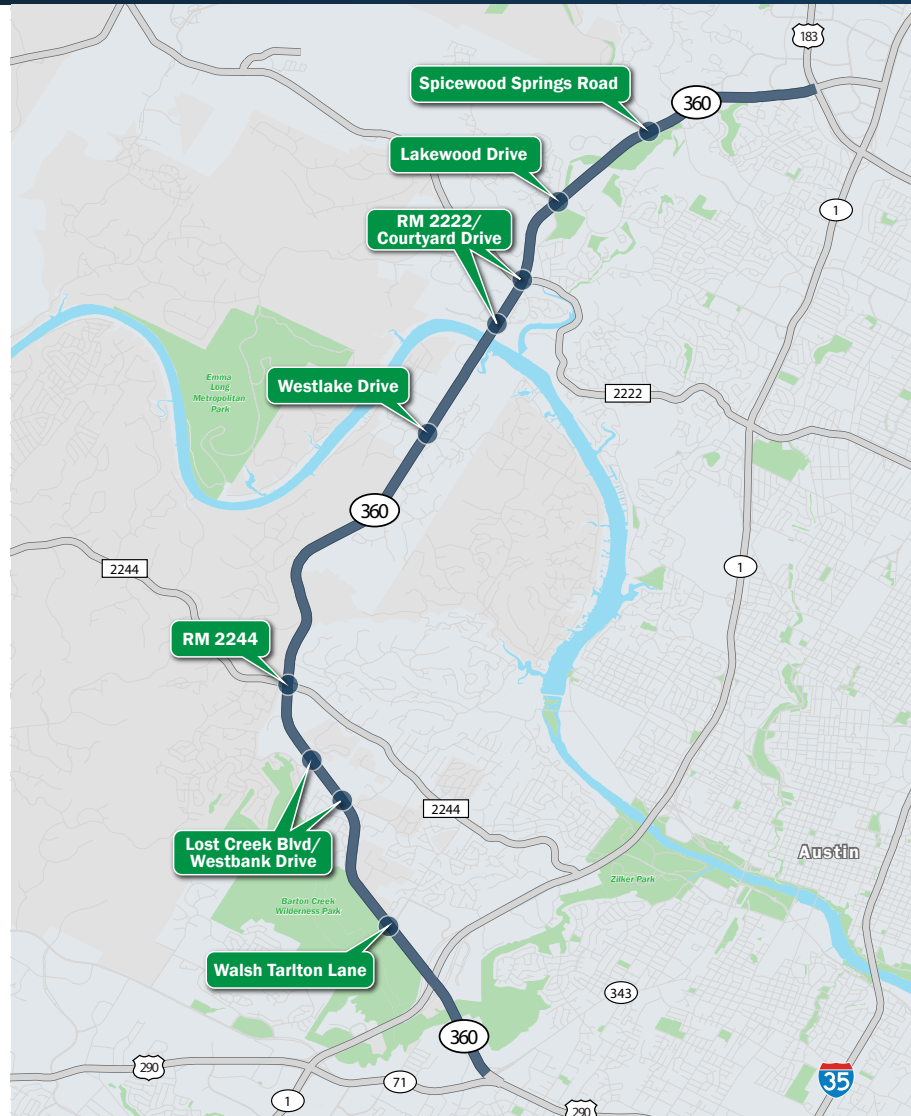 183
Spicewood Springs Road
360
Lakewood Drive
1
RM 2222/
Courtyard Drive
Emma
Long
Metropolitan
Park
Westlake Drive
2222
360
2244
1
RM 2244
2244
Lost Creek Blvd/
Westbank Drive
Austin
Zilker Park
Barton Creek
Wilderness Park
Walsh Tarlton Lane
343
360
290
71
35
1
290